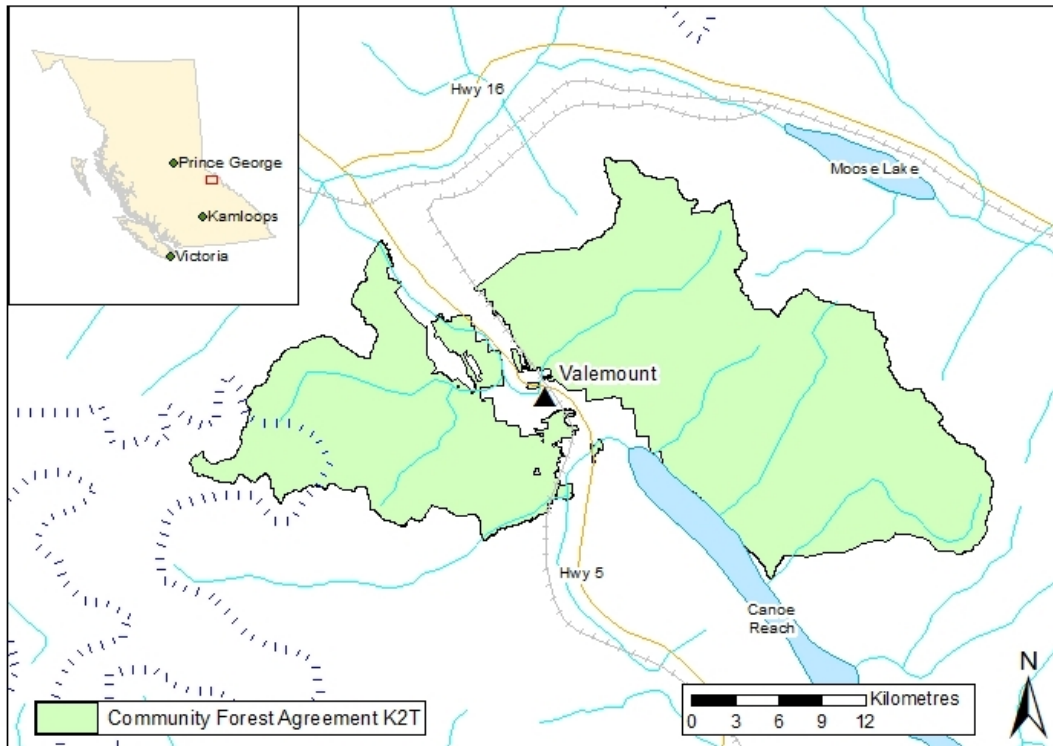 Prince George
Kamloops
Victoria
Hwy 16
Moose Lake
Valemount
Hwy 5
Canoe
Reach
N
Community Forest Agreement K2T
Kilometres
0 3 6 9 12